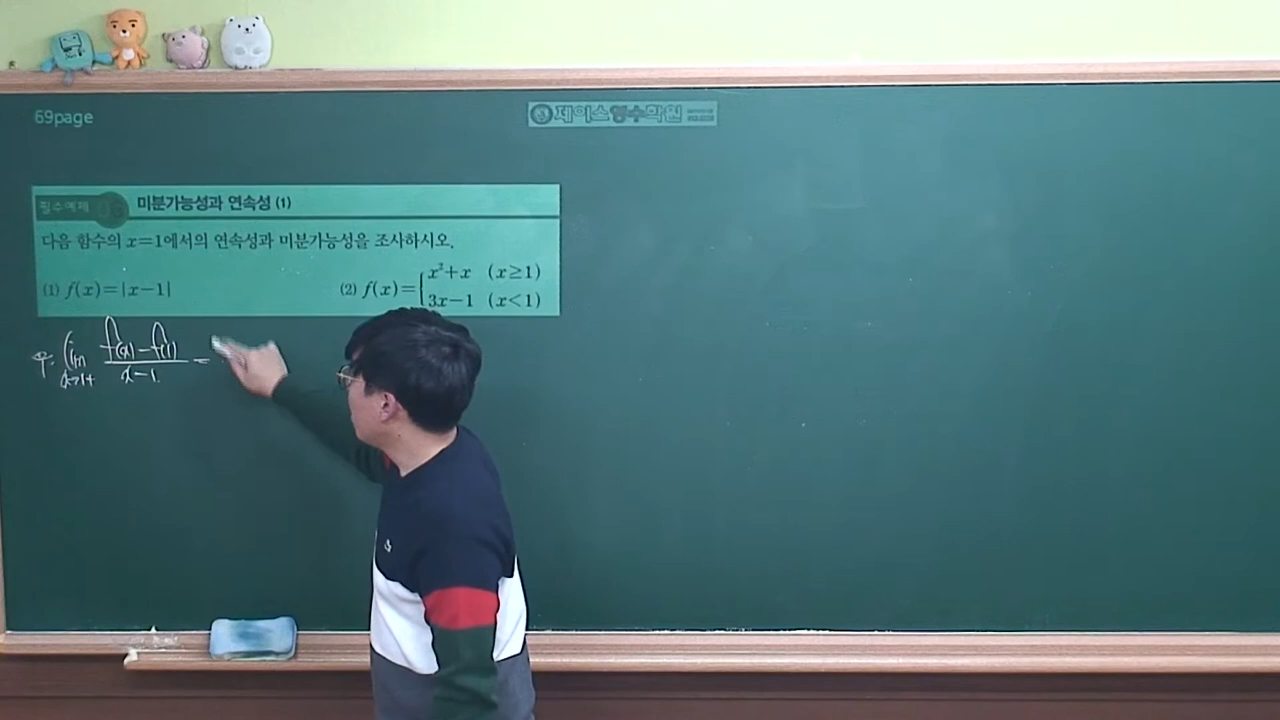 69page
제이스영수학원
필수예제
미분가능성과 연속성 (1)
다음 함수의 x=1에서의 연속성과 미분가능성을 조사하시오.
(1) f(x)=|x-1|
(2) f(x)={ x²+x (x≥1)
3x-1 (x<1)
우. lim x→1+ f(x)-f(1) / x-1 =